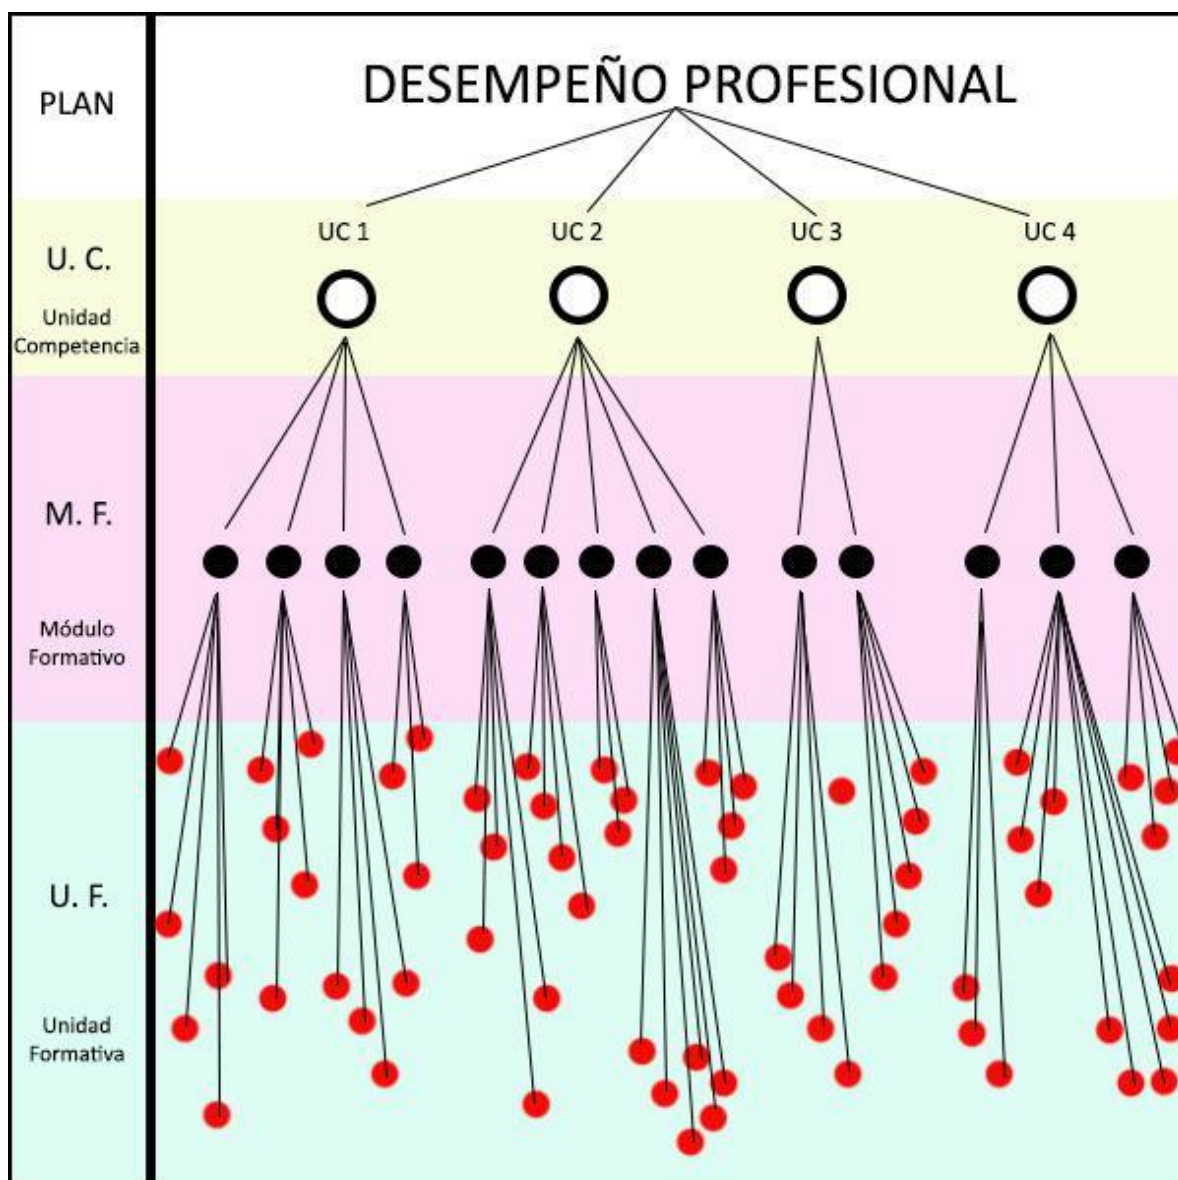 PLAN
DESEMPEÑO PROFESIONAL
U. C.
Unidad
Competencia
UC 1
UC 2
UC 3
UC 4
M. F.
Módulo
Formativo
U. F.
Unidad
Formativa